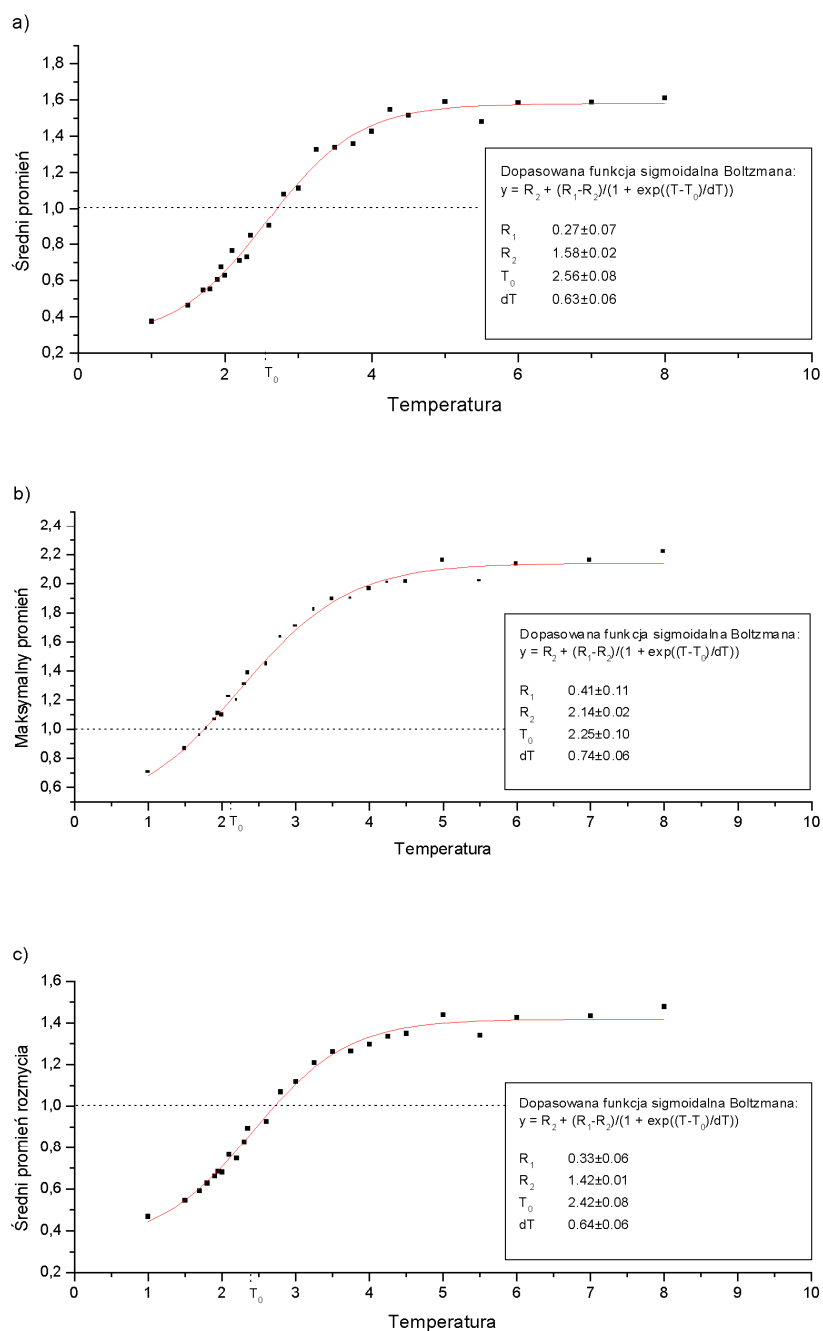 a)
1,8
1,6
1,4
1,2
1,0
0,8
0,6
0,4
0,2
Średni promień
0 2 4 6 8 10
T0
Temperatura
Dopasowana funkcja sigmoidalna Boltzmana:
y = R2 + (R1-R2)/(1 + exp((T-T0)/dT))
R1 0.27±0.07
R2 1.58±0.02
T0 2.56±0.08
dT 0.63±0.06
b)
2,4
2,2
2,0
1,8
1,6
1,4
1,2
1,0
0,8
0,6
Maksymalny promień
0 1 2 3 4 5 6 7 8 9 10
T0
Temperatura
Dopasowana funkcja sigmoidalna Boltzmana:
y = R2 + (R1-R2)/(1 + exp((T-T0)/dT))
R1 0.41±0.11
R2 2.14±0.02
T0 2.25±0.10
dT 0.74±0.06
c)
1,6
1,4
1,2
1,0
0,8
0,6
0,4
0,2
Średni promień rozmycia
0 1 2 3 4 5 6 7 8 9 10
T0
Temperatura
Dopasowana funkcja sigmoidalna Boltzmana:
y = R2 + (R1-R2)/(1 + exp((T-T0)/dT))
R1 0.33±0.06
R2 1.42±0.01
T0 2.42±0.08
dT 0.64±0.06